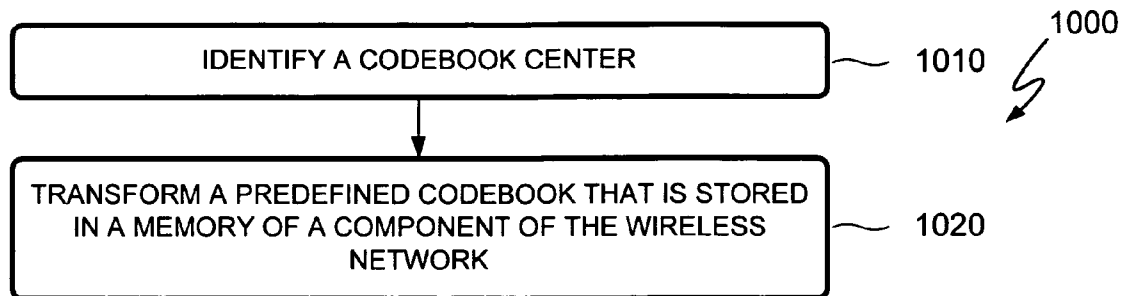 1000
IDENTIFY A CODEBOOK CENTER
1010
TRANSFORM A PREDEFINED CODEBOOK THAT IS STORED
IN A MEMORY OF A COMPONENT OF THE WIRELESS
NETWORK
1020